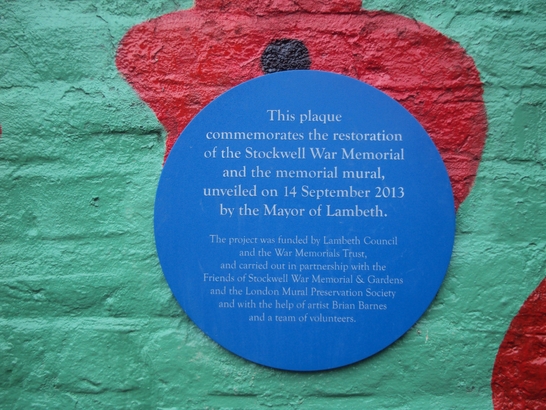 This plaque
commemorates the restoration
of the Stockwell War Memorial
and the memorial mural,
unveiled on 14 September 2013
by the Mayor of Lambeth.
The project was funded by Lambeth Council
and the War Memorials Trust,
and carried out in partnership with the
Friends of Stockwell War Memorial & Gardens
and the London Mural Preservation Society
and with the help of artist Brian Barnes
and a team of volunteers.